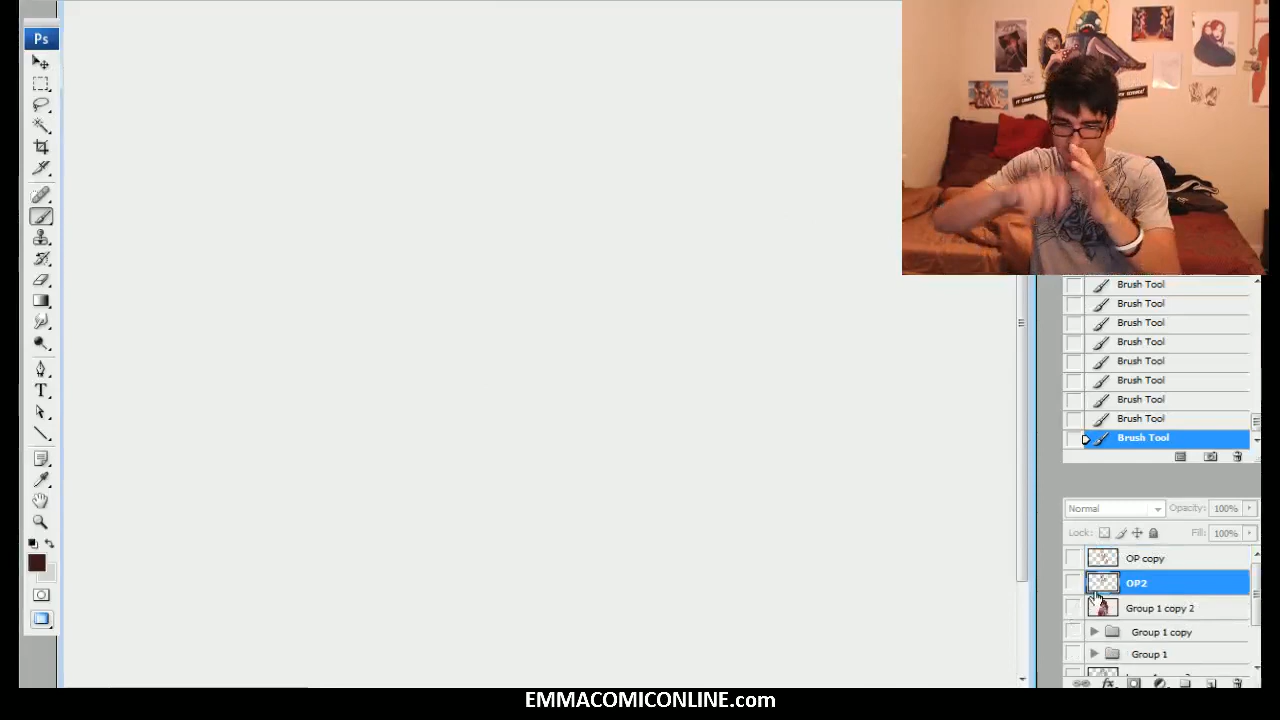 Ps
T
Brush Tool
Brush Tool
Brush Tool
Brush Tool
Brush Tool
Brush Tool
Brush Tool
Brush Tool
Brush Tool
Normal Opacity: 100%
Lock: Fill: 100%
OP copy
OP2
Group 1 copy 2
Group 1 copy
Group 1
fx
EMMACOMICONLINE.com